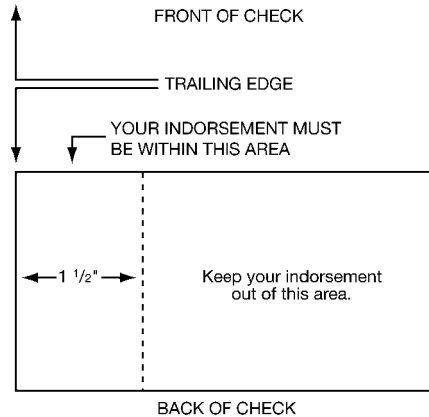 FRONT OF CHECK
TRAILING EDGE
YOUR INDORSEMENT MUST
BE WITHIN THIS AREA
1 1/2"
Keep your indorsement
out of this area.
BACK OF CHECK